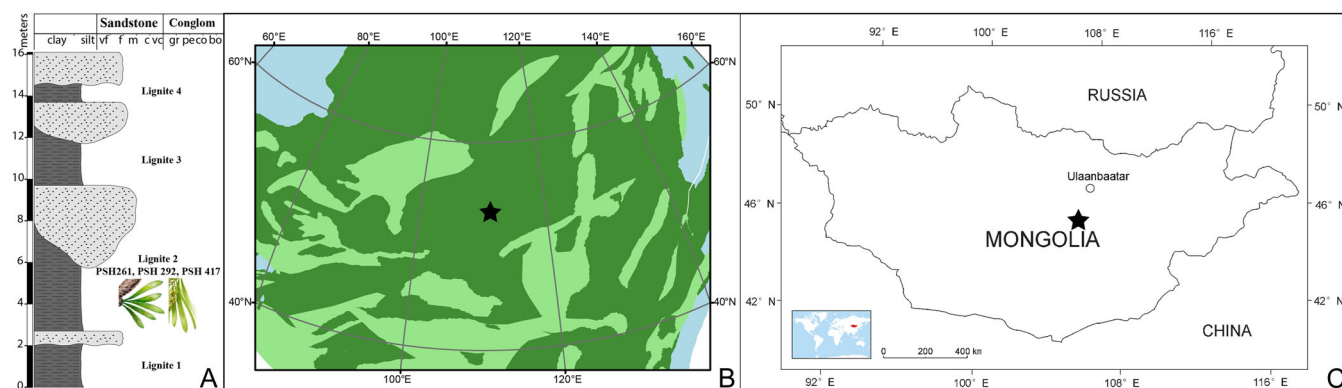 meters
Sandstone Conglom
clay silt vf f m c vc gr pe co bo
16
14
12
10
8
6
4
2
0
Lignite 4
Lignite 3
Lignite 2
PSH261, PSH 292, PSH 417
Lignite 1
A
60°E 80°E 100°E 120°E 140°E 160°E
60°N 60°N
40°N 40°N
100°E 120°E
B
92° E 100° E 108° E 116° E
50° N 50° N
46° N 46° N
42° N 42° N
RUSSIA
Ulaanbaatar
MONGOLIA
CHINA
0 200 400 km
92° E 100° E 108° E 116° E
C